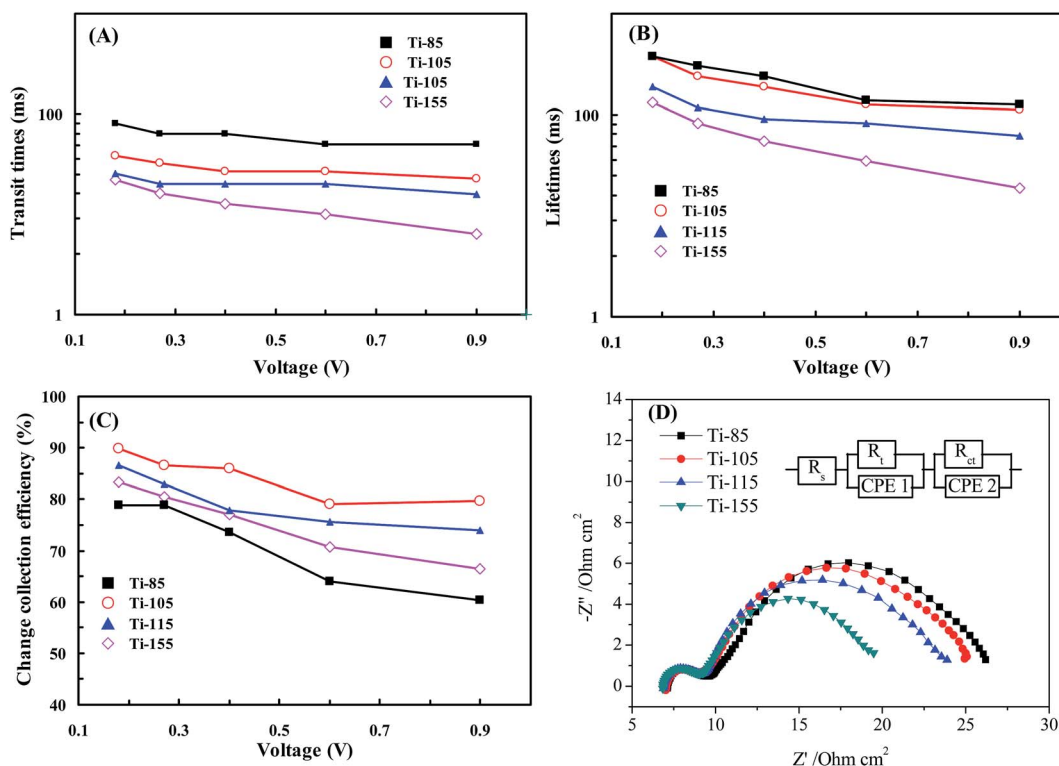 (A)
Ti-85
Ti-105
Ti-105
Ti-155
Transit times (ms)
100
1
0.1 0.3 0.5 0.7 0.9
Voltage (V)
(B)
ms)
100
1
Lifetimes (ms)
Ti-85
Ti-105
Ti-115
Ti-155
0.1 0.3 0.5 0.7 0.9
Voltage (V)
(C)
Change collection efficiency (%)
100
90
80
70
60
50
40
Ti-85
Ti-105
Ti-115
Ti-155
0.1 0.3 0.5 0.7 0.9
Voltage (V)
(D)
-Z'' /Ohm cm²
14
12
10
8
6
4
2
0
Ti-85
Ti-105
Ti-115
Ti-155
Rs
Rt
CPE 1
Rct
CPE 2
5 10 15 20 25 30
Z' /Ohm cm²